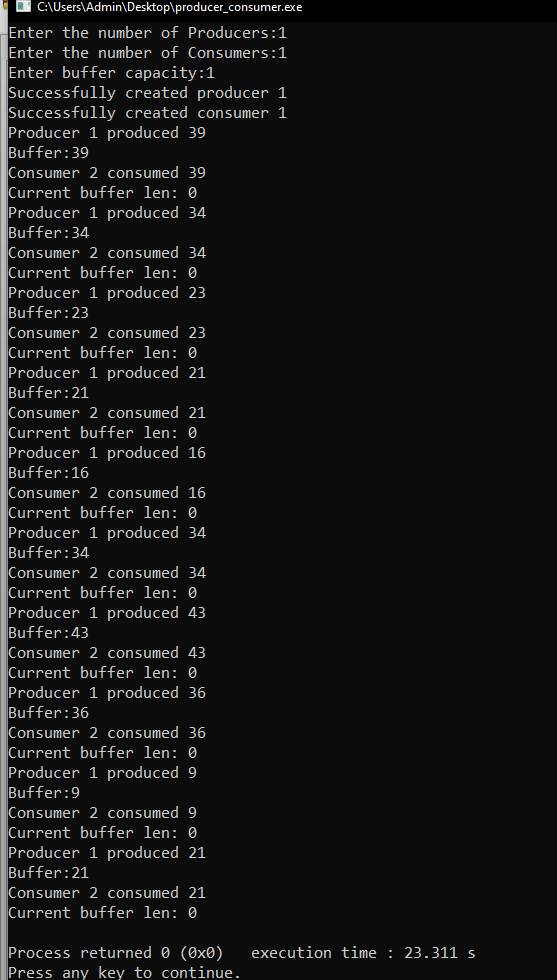 C:\Users\Admin\Desktop\producer_consumer.exe
Enter the number of Producers:1
Enter the number of Consumers:1
Enter buffer capacity:1
Successfully created producer 1
Successfully created consumer 1
Producer 1 produced 39
Buffer:39
Consumer 2 consumed 39
Current buffer len: 0
Producer 1 produced 34
Buffer:34
Consumer 2 consumed 34
Current buffer len: 0
Producer 1 produced 23
Buffer:23
Consumer 2 consumed 23
Current buffer len: 0
Producer 1 produced 21
Buffer:21
Consumer 2 consumed 21
Current buffer len: 0
Producer 1 produced 16
Buffer:16
Consumer 2 consumed 16
Current buffer len: 0
Producer 1 produced 34
Buffer:34
Consumer 2 consumed 34
Current buffer len: 0
Producer 1 produced 43
Buffer:43
Consumer 2 consumed 43
Current buffer len: 0
Producer 1 produced 36
Buffer:36
Consumer 2 consumed 36
Current buffer len: 0
Producer 1 produced 9
Buffer:9
Consumer 2 consumed 9
Current buffer len: 0
Producer 1 produced 21
Buffer:21
Consumer 2 consumed 21
Current buffer len: 0
Process returned 0 (0x0)   execution time : 23.311 s
Press any key to continue.